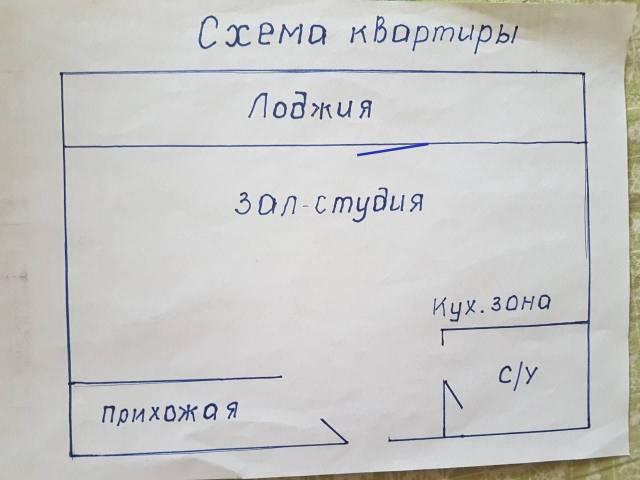 Схема квартиры
Лоджия
Зал-студия
Кух. зона
С/У
Прихожая